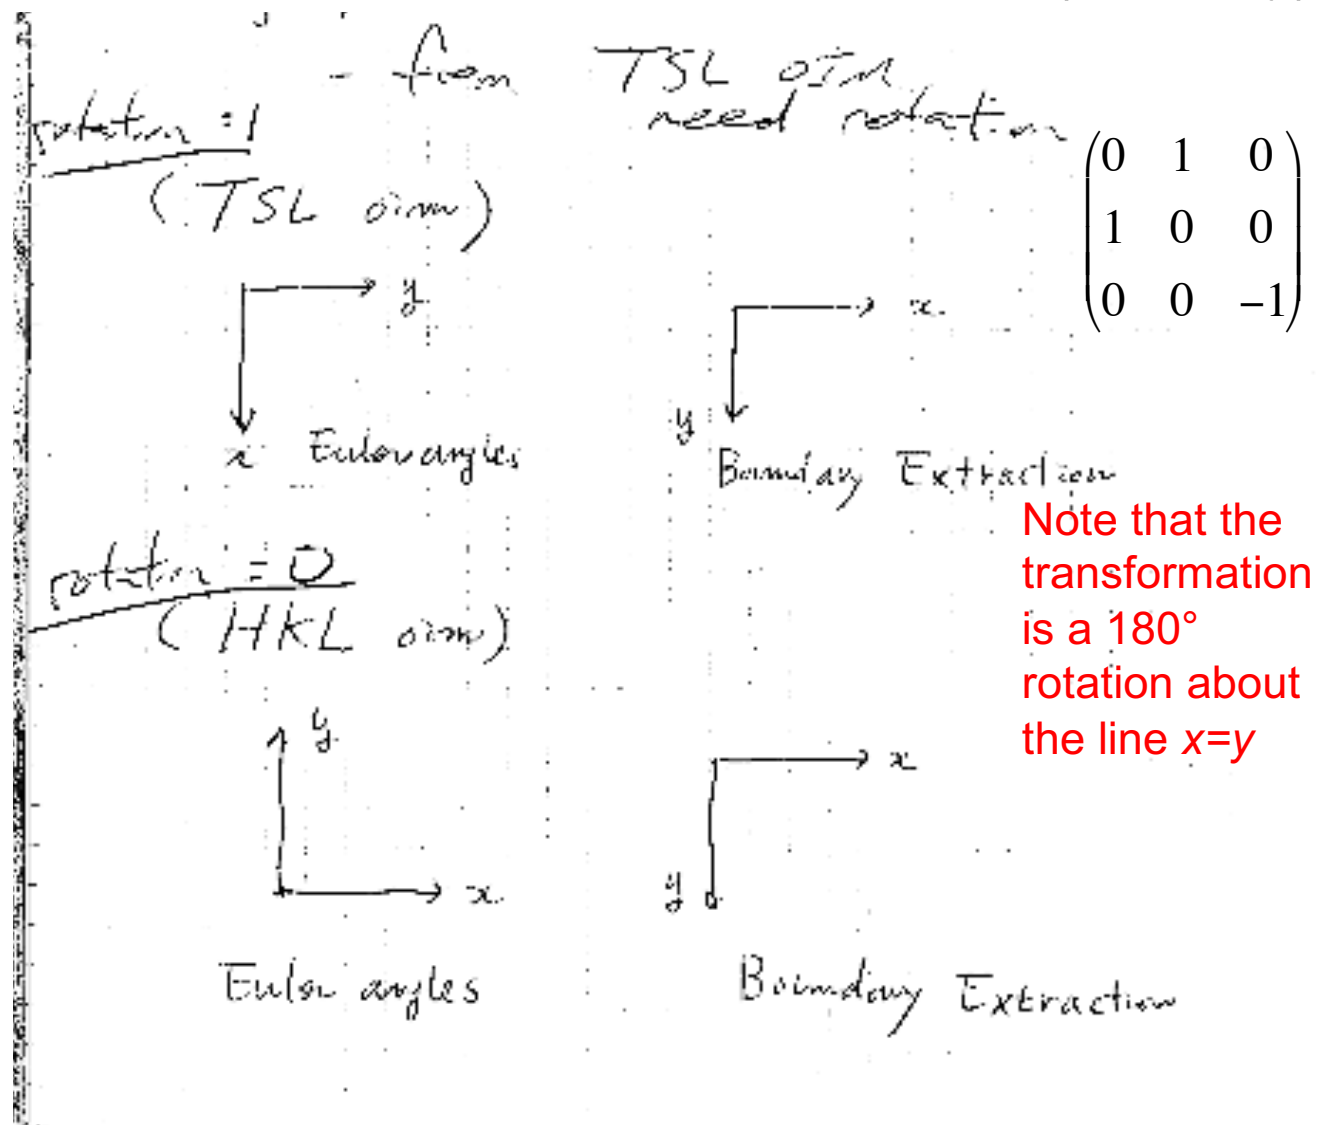 - from TSL OIM
need rotation
rotation = 1
(TSL oim)
0 1 0
1 0 0
0 0 −1
y
x
x
y
Euler angles
Boundary Extraction
Note that the
transformation
is a 180°
rotation about
the line x=y
rotation = 0
(HKL oim)
y
x
x
y
Euler angles
Boundary Extraction